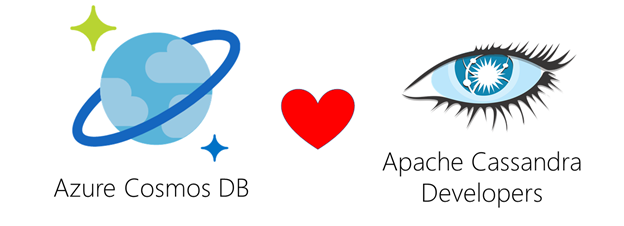 Azure Cosmos DB
Apache Cassandra
Developers